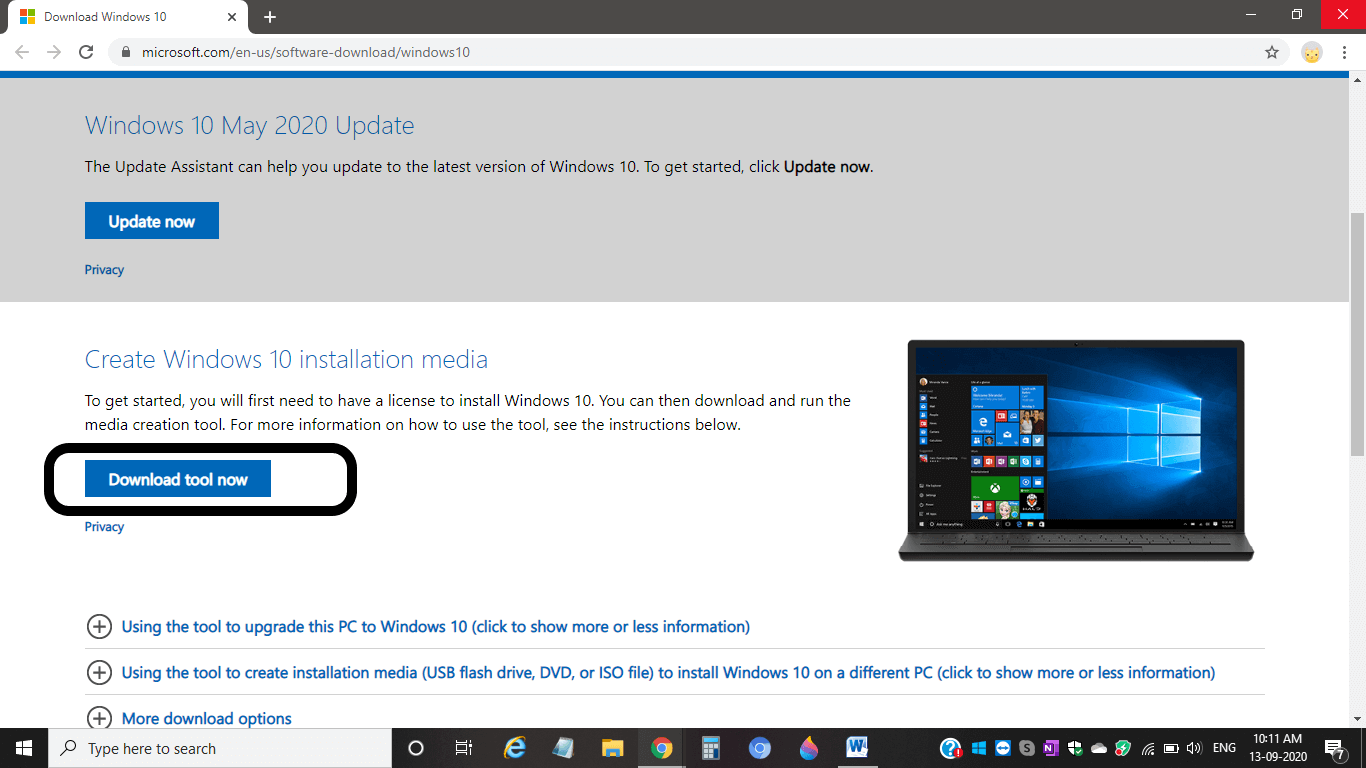 Download Windows 10
microsoft.com/en-us/software-download/windows10
Windows 10 May 2020 Update
The Update Assistant can help you update to the latest version of Windows 10. To get started, click Update now.
Update now
Privacy
Create Windows 10 installation media
To get started, you will first need to have a license to install Windows 10. You can then download and run the
media creation tool. For more information on how to use the tool, see the instructions below.
Download tool now
Privacy
Using the tool to upgrade this PC to Windows 10 (click to show more or less information)
Using the tool to create installation media (USB flash drive, DVD, or ISO file) to install Windows 10 on a different PC (click to show more or less information)
More download options
Type here to search
ENG
10:11 AM
13-09-2020
7